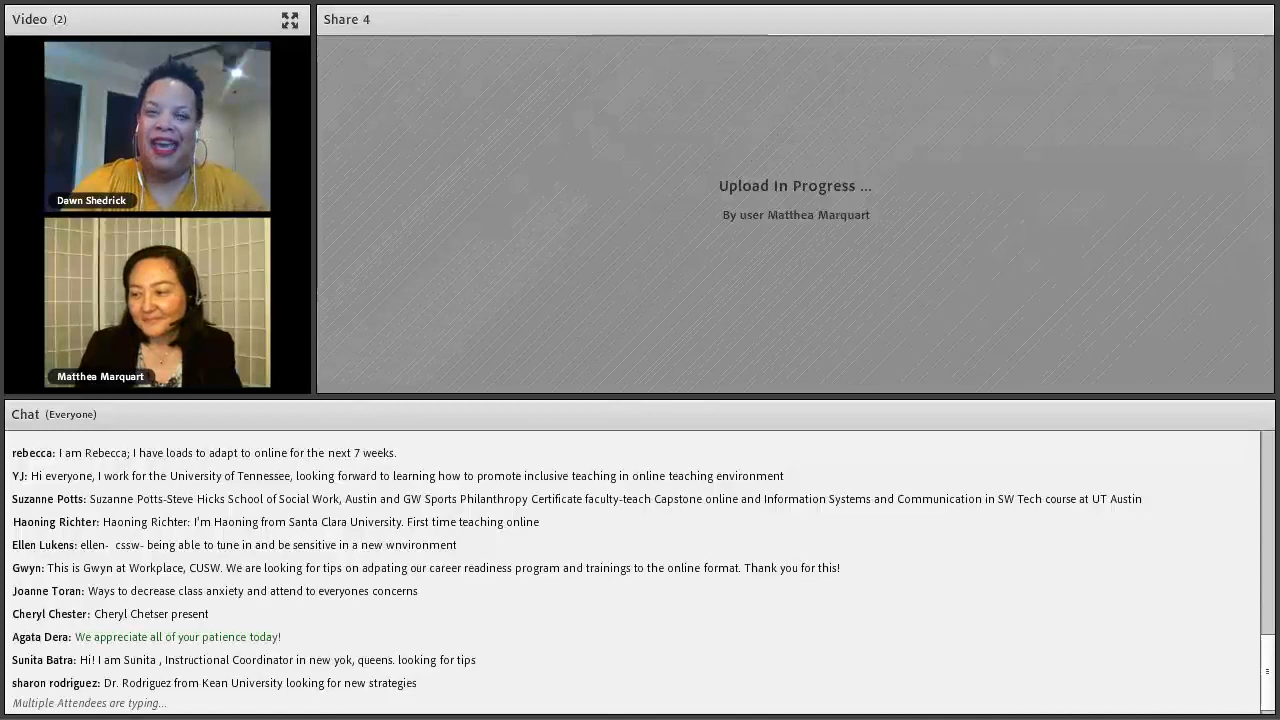 Video (2)
Share 4
Dawn Shedrick
Matthea Marquart
Upload In Progress ...
By user Matthea Marquart
Chat (Everyone)
rebecca: I am Rebecca; I have loads to adapt to online for the next 7 weeks.
YJ: Hi everyone, I work for the University of Tennessee, looking forward to learning how to promote inclusive teaching in online teaching environment
Suzanne Potts: Suzanne Potts-Steve Hicks School of Social Work, Austin and GW Sports Philanthropy Certificate faculty-teach Capstone online and Information Systems and Communication in SW Tech course at UT Austin
Haoning Richter: Haoning Richter: I'm Haoning from Santa Clara University. First time teaching online
Ellen Lukens: ellen- cssw- being able to tune in and be sensitive in a new wnvironment
Gwyn: This is Gwyn at Workplace, CUSW. We are looking for tips on adpating our career readiness program and trainings to the online format. Thank you for this!
Joanne Toran: Ways to decrease class anxiety and attend to everyones concerns
Cheryl Chester: Cheryl Chetser present
Agata Dera: We appreciate all of your patience today!
Sunita Batra: Hi! I am Sunita , Instructional Coordinator in new yok, queens. looking for tips
sharon rodriguez: Dr. Rodriguez from Kean University looking for new strategies
Multiple Attendees are typing...